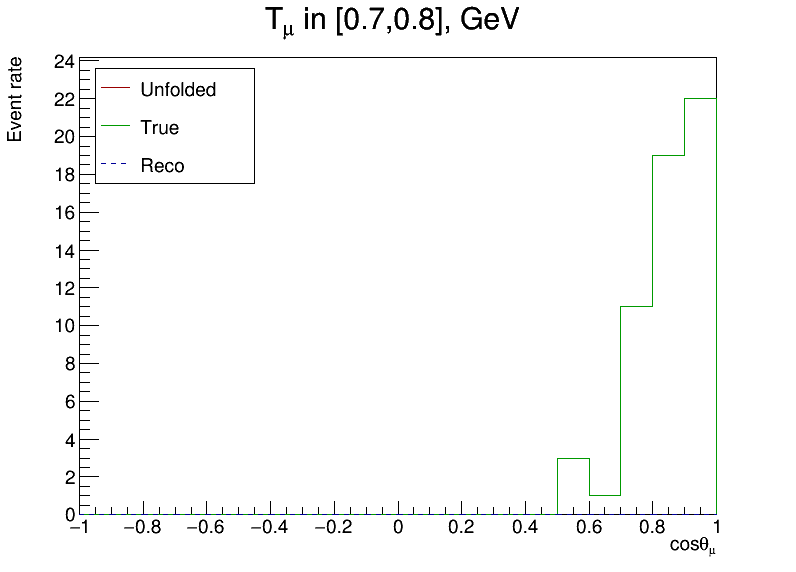 T_μ in [0.7,0.8], GeV
Event rate
24
22
20
18
16
14
12
10
8
6
4
2
0
Unfolded
True
Reco
−1 −0.8 −0.6 −0.4 −0.2 0 0.2 0.4 0.6 0.8 1
cosθ_μ